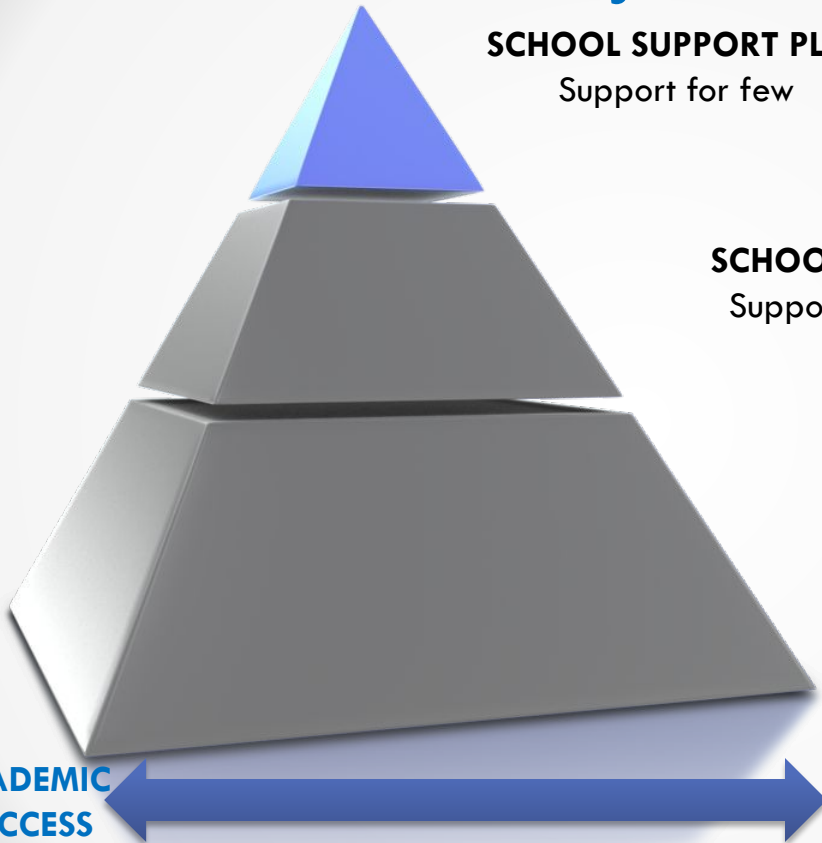 SCHOOL SUPPORT PL
Support for few
SCHOO
Suppo
ADEMIC
CCESS